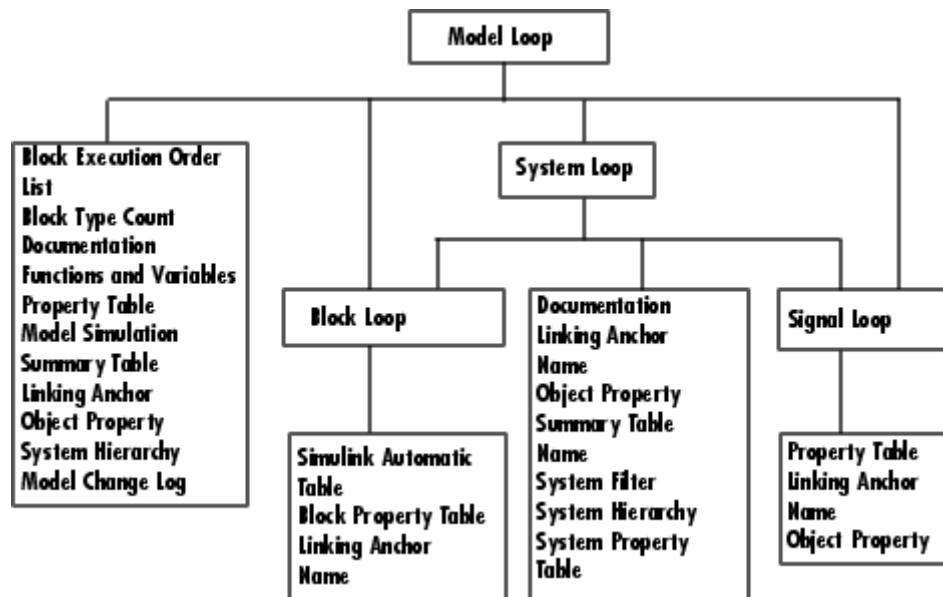 Model Loop
Block Execution Order
List
Block Type Count
Documentation
Functions and Variables
Property Table
Model Simulation
Summary Table
Linking Anchor
Object Property
System Hierarchy
Model Change Log
System Loop
Block Loop
Simulink Automatic
Table
Block Property Table
Linking Anchor
Name
Documentation
Linking Anchor
Name
Object Property
Summary Table
Name
System Filter
System Hierarchy
System Property
Table
Signal Loop
Property Table
Linking Anchor
Name
Object Property